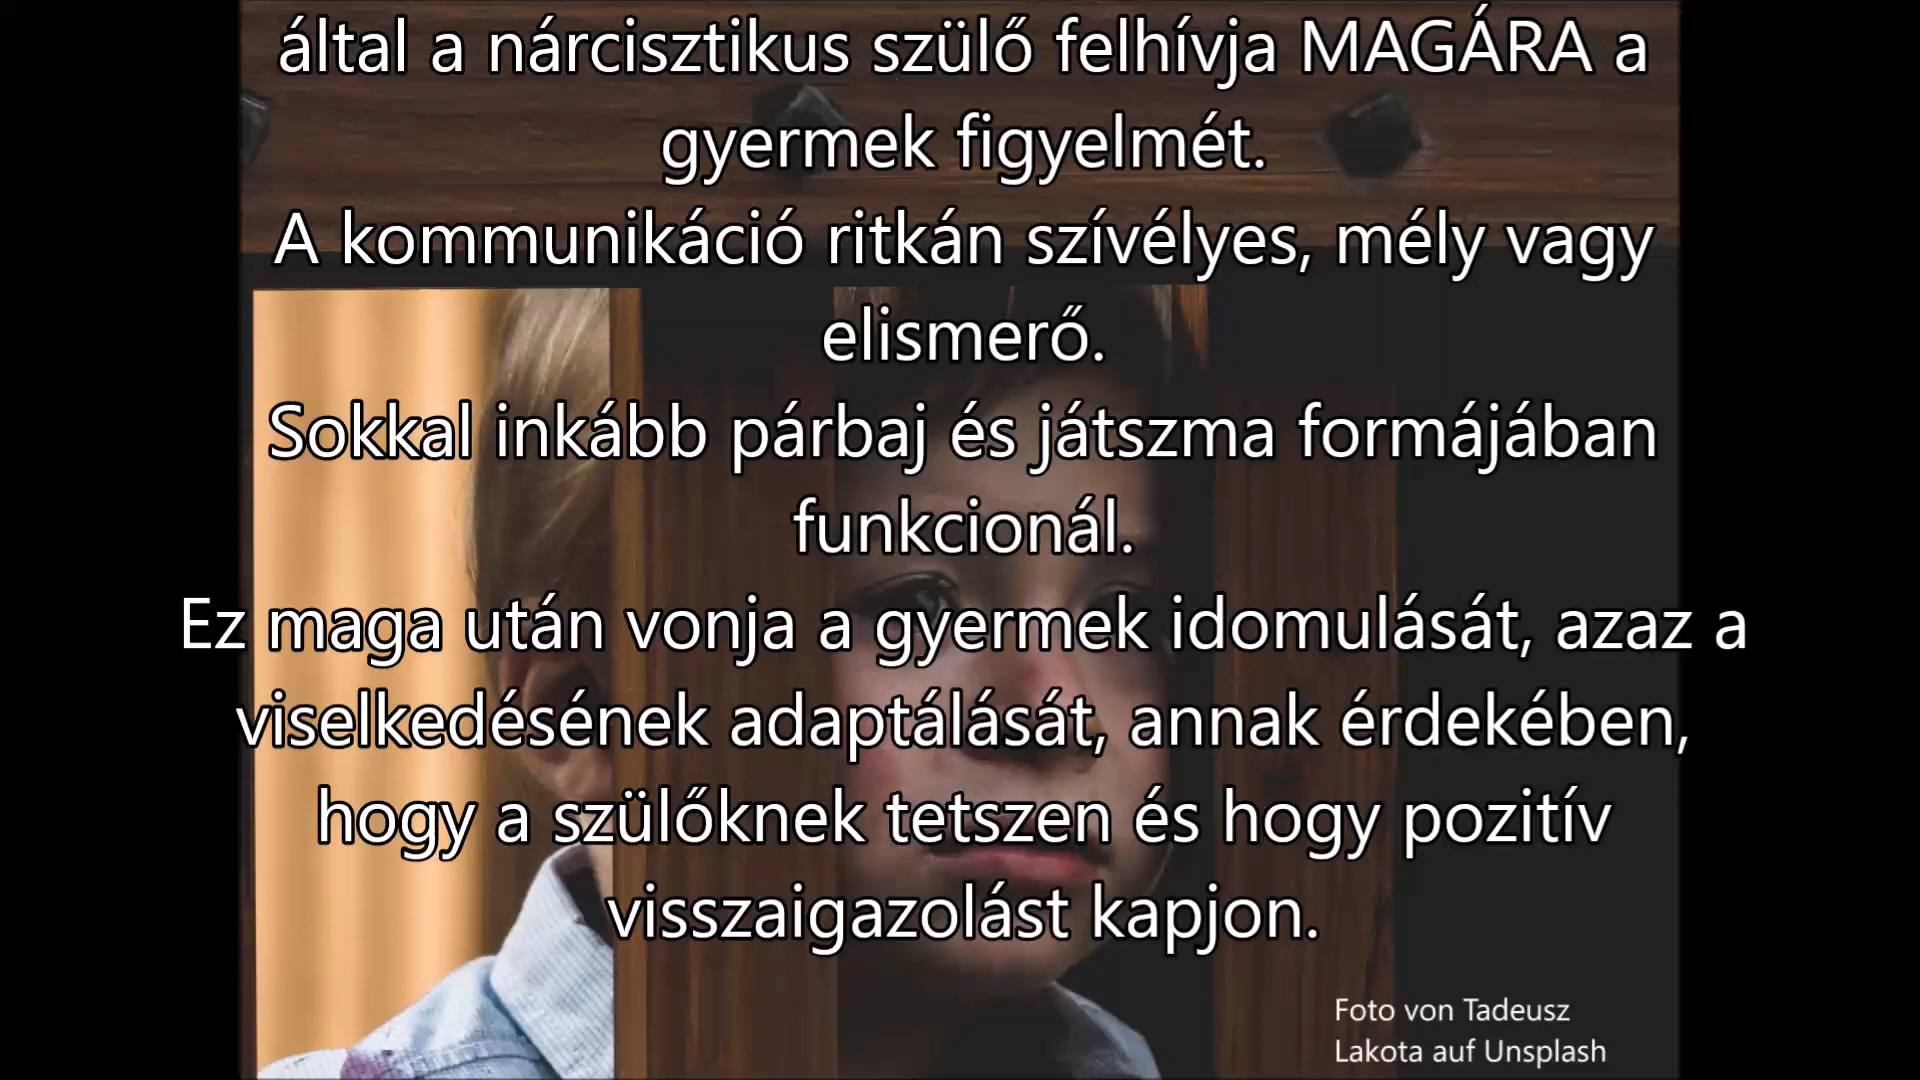 által a nárcisztikus szülő felhívja MAGÁRA a
gyermek figyelmét.
A kommunikáció ritkán szívélyes, mély vagy
elismerő.
Sokkal inkább párbaj és játszma formájában
funkcionál.
Ez maga után vonja a gyermek idomulását, azaz a
viselkedésének adaptálását, annak érdekében,
hogy a szülőknek tetszen és hogy pozitív
visszaigazolást kapjon.
Foto von Tadeusz
Lakota auf Unsplash